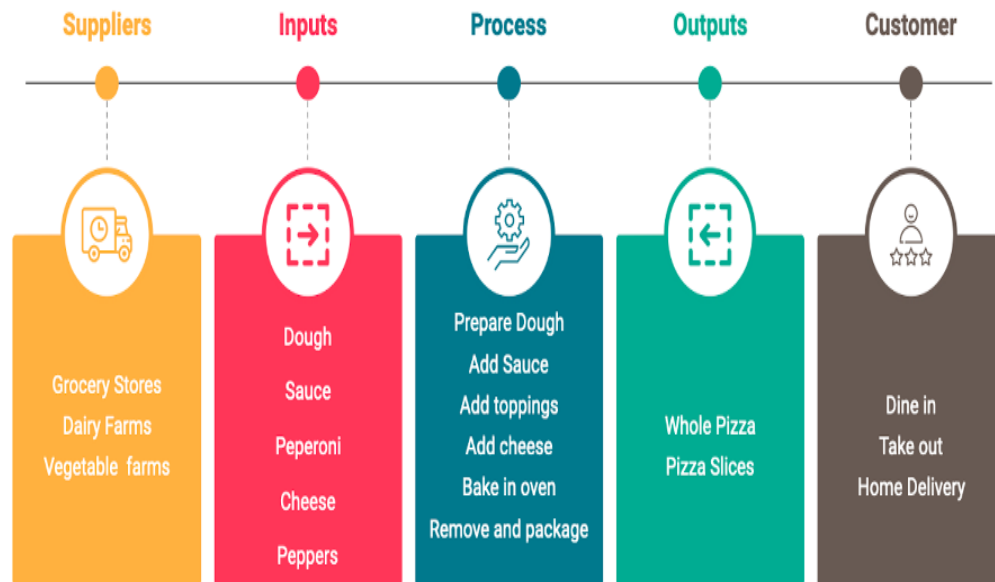 Suppliers
Inputs
Process
Outputs
Customer
Grocery Stores
Dairy Farms
Vegetable farms
Dough
Sauce
Peperoni
Cheese
Peppers
Prepare Dough
Add Sauce
Add toppings
Add cheese
Bake in oven
Remove and package
Whole Pizza
Pizza Slices
Dine in
Take out
Home Delivery